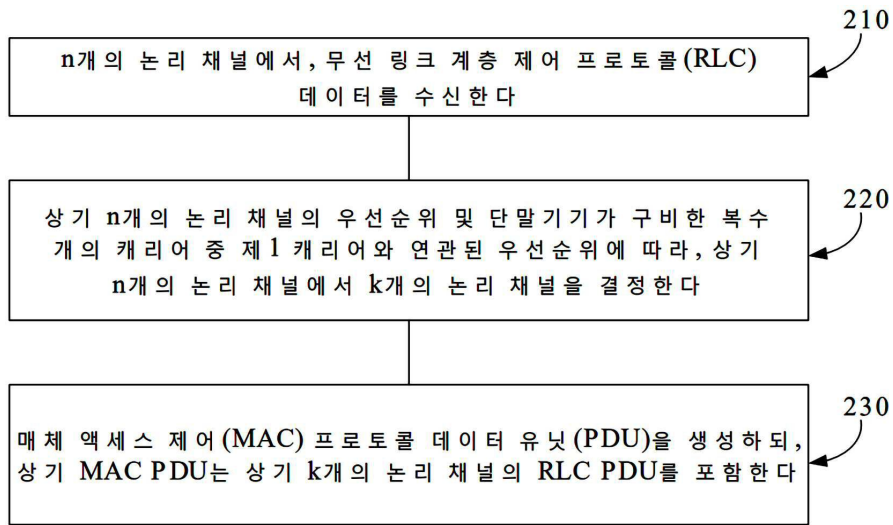 210
n개의 논리 채널에서, 무선 링크 계층 제어 프로토콜(RLC)
데이터를 수신한다
220
상기 n개의 논리 채널의 우선순위 및 단말기기가 구비한 복수
개의 캐리어 중 제1 캐리어와 연관된 우선순위에 따라, 상기
n개의 논리 채널에서 k개의 논리 채널을 결정한다
230
매체 액세스 제어(MAC) 프로토콜 데이터 유닛(PDU)을 생성하되,
상기 MAC PDU는 상기 k개의 논리 채널의 RLC PDU를 포함한다